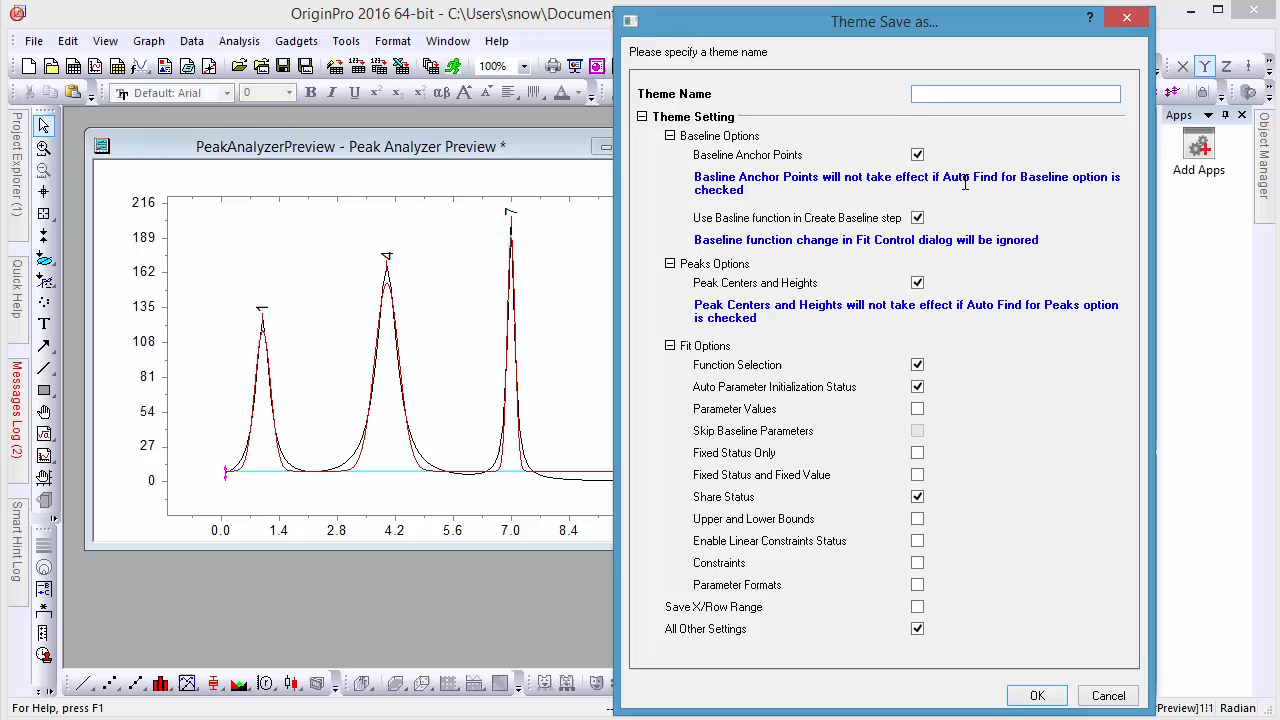 OriginPro 2016 64-bit - C:\Users\snow\Docume
Theme Save as...
?
File Edit View Graph Data Analysis Gadgets Tools Format Window Help
100%
Default: Arial 0 B I U
Project Explorer (1)
Quick Help
Messages Log (2)
Smart Hint Log
Object Manager
Apps
Add Apps
PeakAnalyzerPreview - Peak Analyzer Preview *
216
189
162
135
108
81
54
27
0
0.0 1.4 2.8 4.2 5.6 7.0 8.4
1
4
7
Please specify a theme name
Theme Name
Theme Setting
Baseline Options
Baseline Anchor Points
Basline Anchor Points will not take effect if Auto Find for Baseline option is
checked
Use Basline function in Create Baseline step
Baseline function change in Fit Control dialog will be ignored
Peaks Options
Peak Centers and Heights
Peak Centers and Heights will not take effect if Auto Find for Peaks option
is checked
Fit Options
Function Selection
Auto Parameter Initialization Status
Parameter Values
Skip Baseline Parameters
Fixed Status Only
Fixed Status and Fixed Value
Share Status
Upper and Lower Bounds
Enable Linear Constraints Status
Constraints
Parameter Formats
Save X/Row Range
All Other Settings
OK Cancel
For Help, press F1
Preview]1!1 Radian